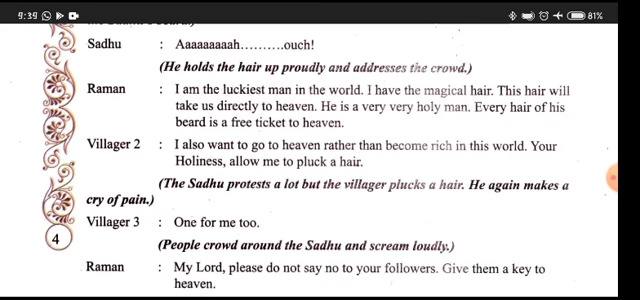 9:39 81%
Sadhu : Aaaaaaaaah..........ouch!
(He holds the hair up proudly and addresses the crowd.)
Raman : I am the luckiest man in the world. I have the magical hair. This hair will
take us directly to heaven. He is a very very holy man. Every hair of his
beard is a free ticket to heaven.
Villager 2 : I also want to go to heaven rather than become rich in this world. Your
Holiness, allow me to pluck a hair.
(The Sadhu protests a lot but the villager plucks a hair. He again makes a
cry of pain.)
Villager 3 : One for me too.
4
(People crowd around the Sadhu and scream loudly.)
Raman : My Lord, please do not say no to your followers. Give them a key to
heaven.